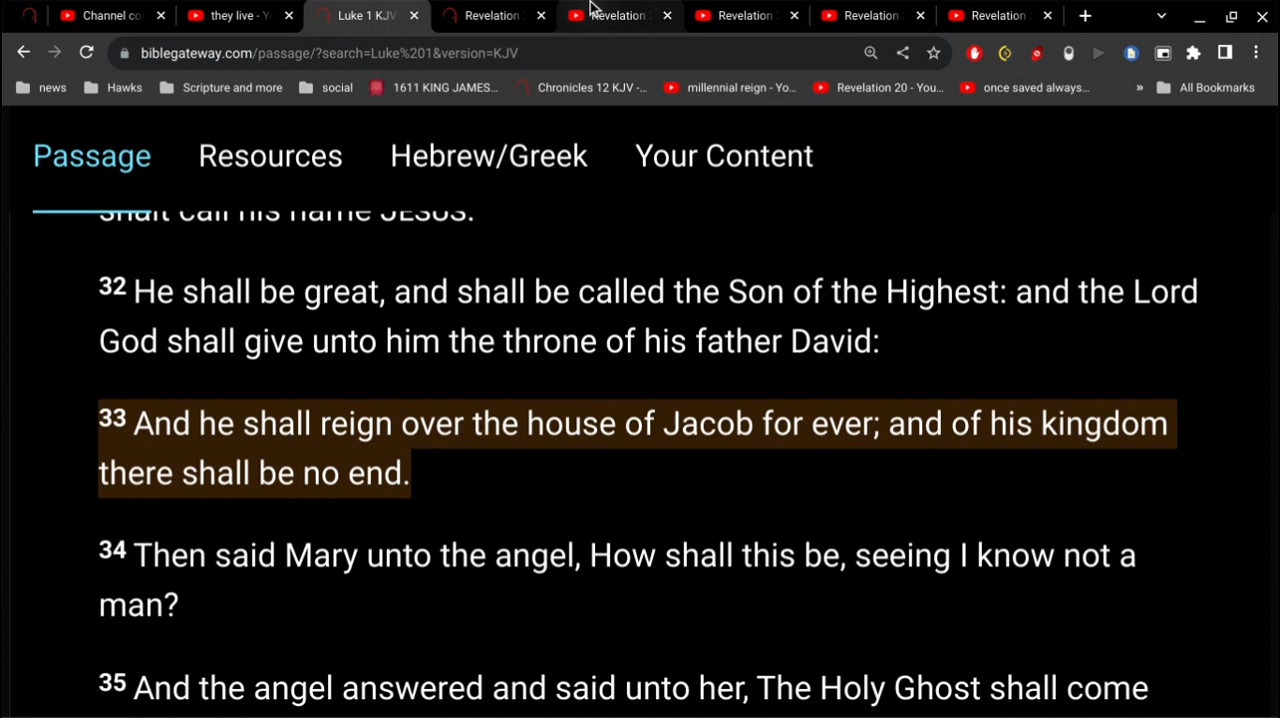 Channel co
they live - Y
Luke 1 KJV
Revelation
Revelation
Revelation
Revelation
Revelation
biblegateway.com/passage/?search=Luke%201&version=KJV
news
Hawks
Scripture and more
social
1611 KING JAMES...
Chronicles 12 KJV -...
millennial reign - Yo...
Revelation 20 - You...
once saved always...
»
All Bookmarks
Passage
Resources
Hebrew/Greek
Your Content
shalt call his name JESUS.
32 He shall be great, and shall be called the Son of the Highest: and the Lord
God shall give unto him the throne of his father David:
33 And he shall reign over the house of Jacob for ever; and of his kingdom
there shall be no end.
34 Then said Mary unto the angel, How shall this be, seeing I know not a
man?
35 And the angel answered and said unto her, The Holy Ghost shall come